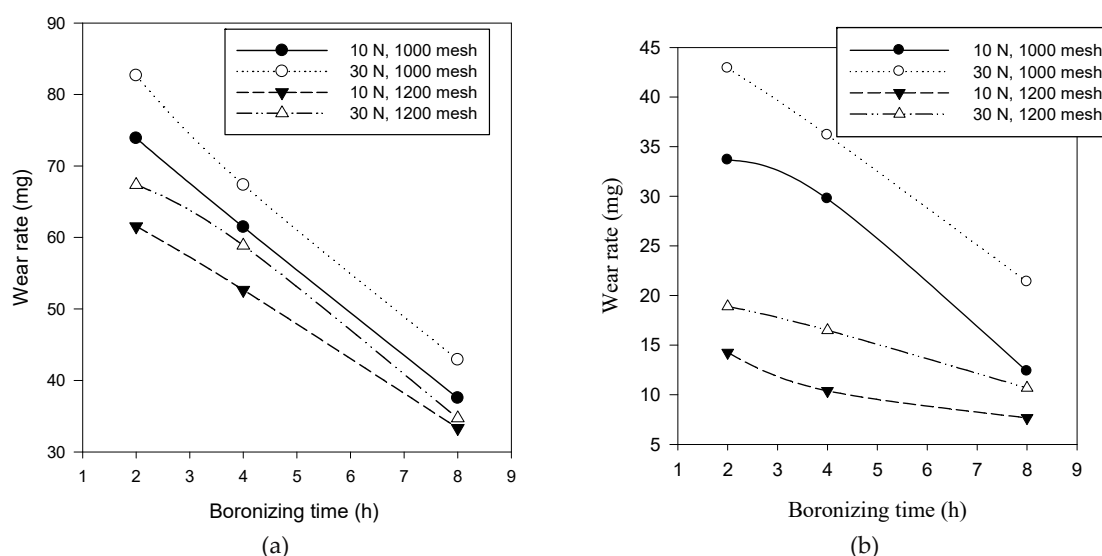 90
80
70
60
50
40
30
1 2 3 4 5 6 7 8 9
Wear rate (mg)
Boronizing time (h)
10 N, 1000 mesh
30 N, 1000 mesh
10 N, 1200 mesh
30 N, 1200 mesh
(a)
45
40
35
30
25
20
15
10
5
1 2 3 4 5 6 7 8 9
Wear rate (mg)
Boronizing time (h)
10 N, 1000 mesh
30 N, 1000 mesh
10 N, 1200 mesh
30 N, 1200 mesh
(b)